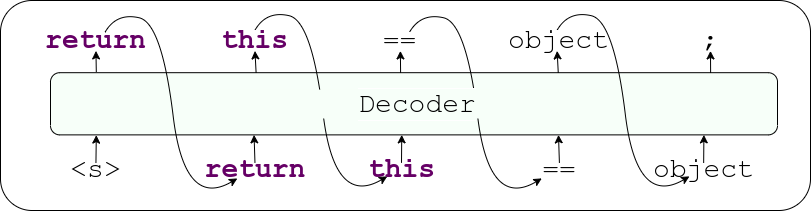 return this == object ;
Decoder
<s> return this == object